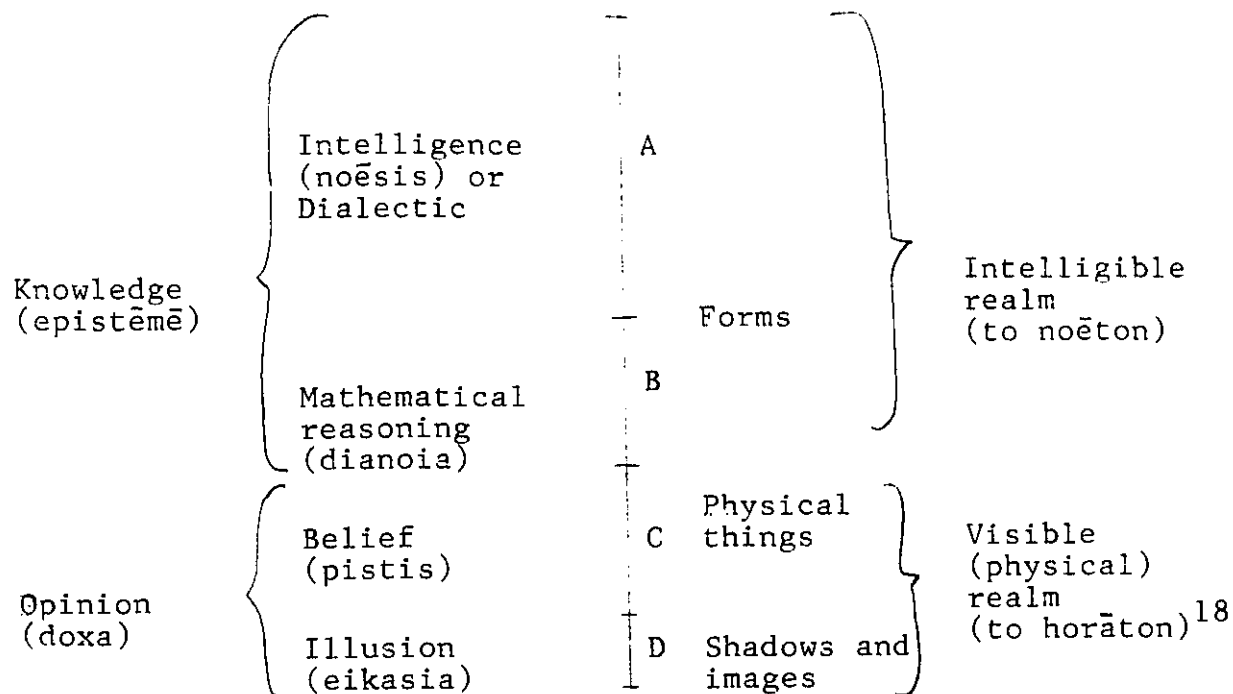 Intelligence
(noēsis) or
Dialectic
A
Knowledge
(epistēmē)
Forms
Intelligible
realm
(to noēton)
B
Mathematical
reasoning
(dianoia)
Belief
(pistis)
C
Physical
things
Visible
(physical)
realm
(to horāton)18
Opinion
(doxa)
Illusion
(eikasia)
D
Shadows and
images